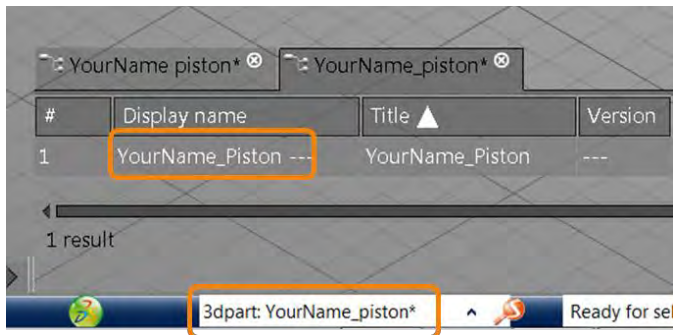 YourName piston* YourName_piston*
# Display name Title Version
1 YourName_Piston --- YourName_Piston ---
1 result
3dpart: YourName_piston* Ready for sel